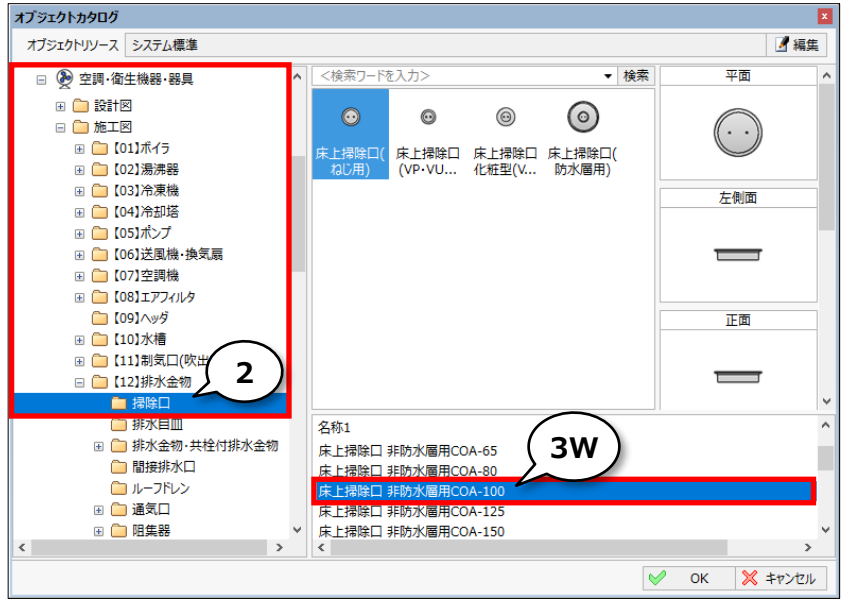 オブジェクトカタログ
オブジェクトリソース システム標準 編集
空調・衛生機器・器具
設計図
施工図
【01】ボイラ
【02】湯沸器
【03】冷凍機
【04】冷却塔
【05】ポンプ
【06】送風機・換気扇
【07】空調機
【08】エアフィルタ
【09】ヘッダ
【10】水槽
【11】制気口(吹出
【12】排水金物
掃除口
排水目皿
排水金物・共栓付排水金物
間接排水口
ルーフドレン
通気口
阻集器
2
<検索ワードを入力> 検索
床上掃除口(
ねじ用)
床上掃除口
(VP・VU...
床上掃除口
化粧型(V...
床上掃除口(
防水層用)
平面
左側面
正面
名称1
床上掃除口 非防水層用COA-65
床上掃除口 非防水層用COA-80
床上掃除口 非防水層用COA-100
床上掃除口 非防水層用COA-125
床上掃除口 非防水層用COA-150
3W
OK キャンセル